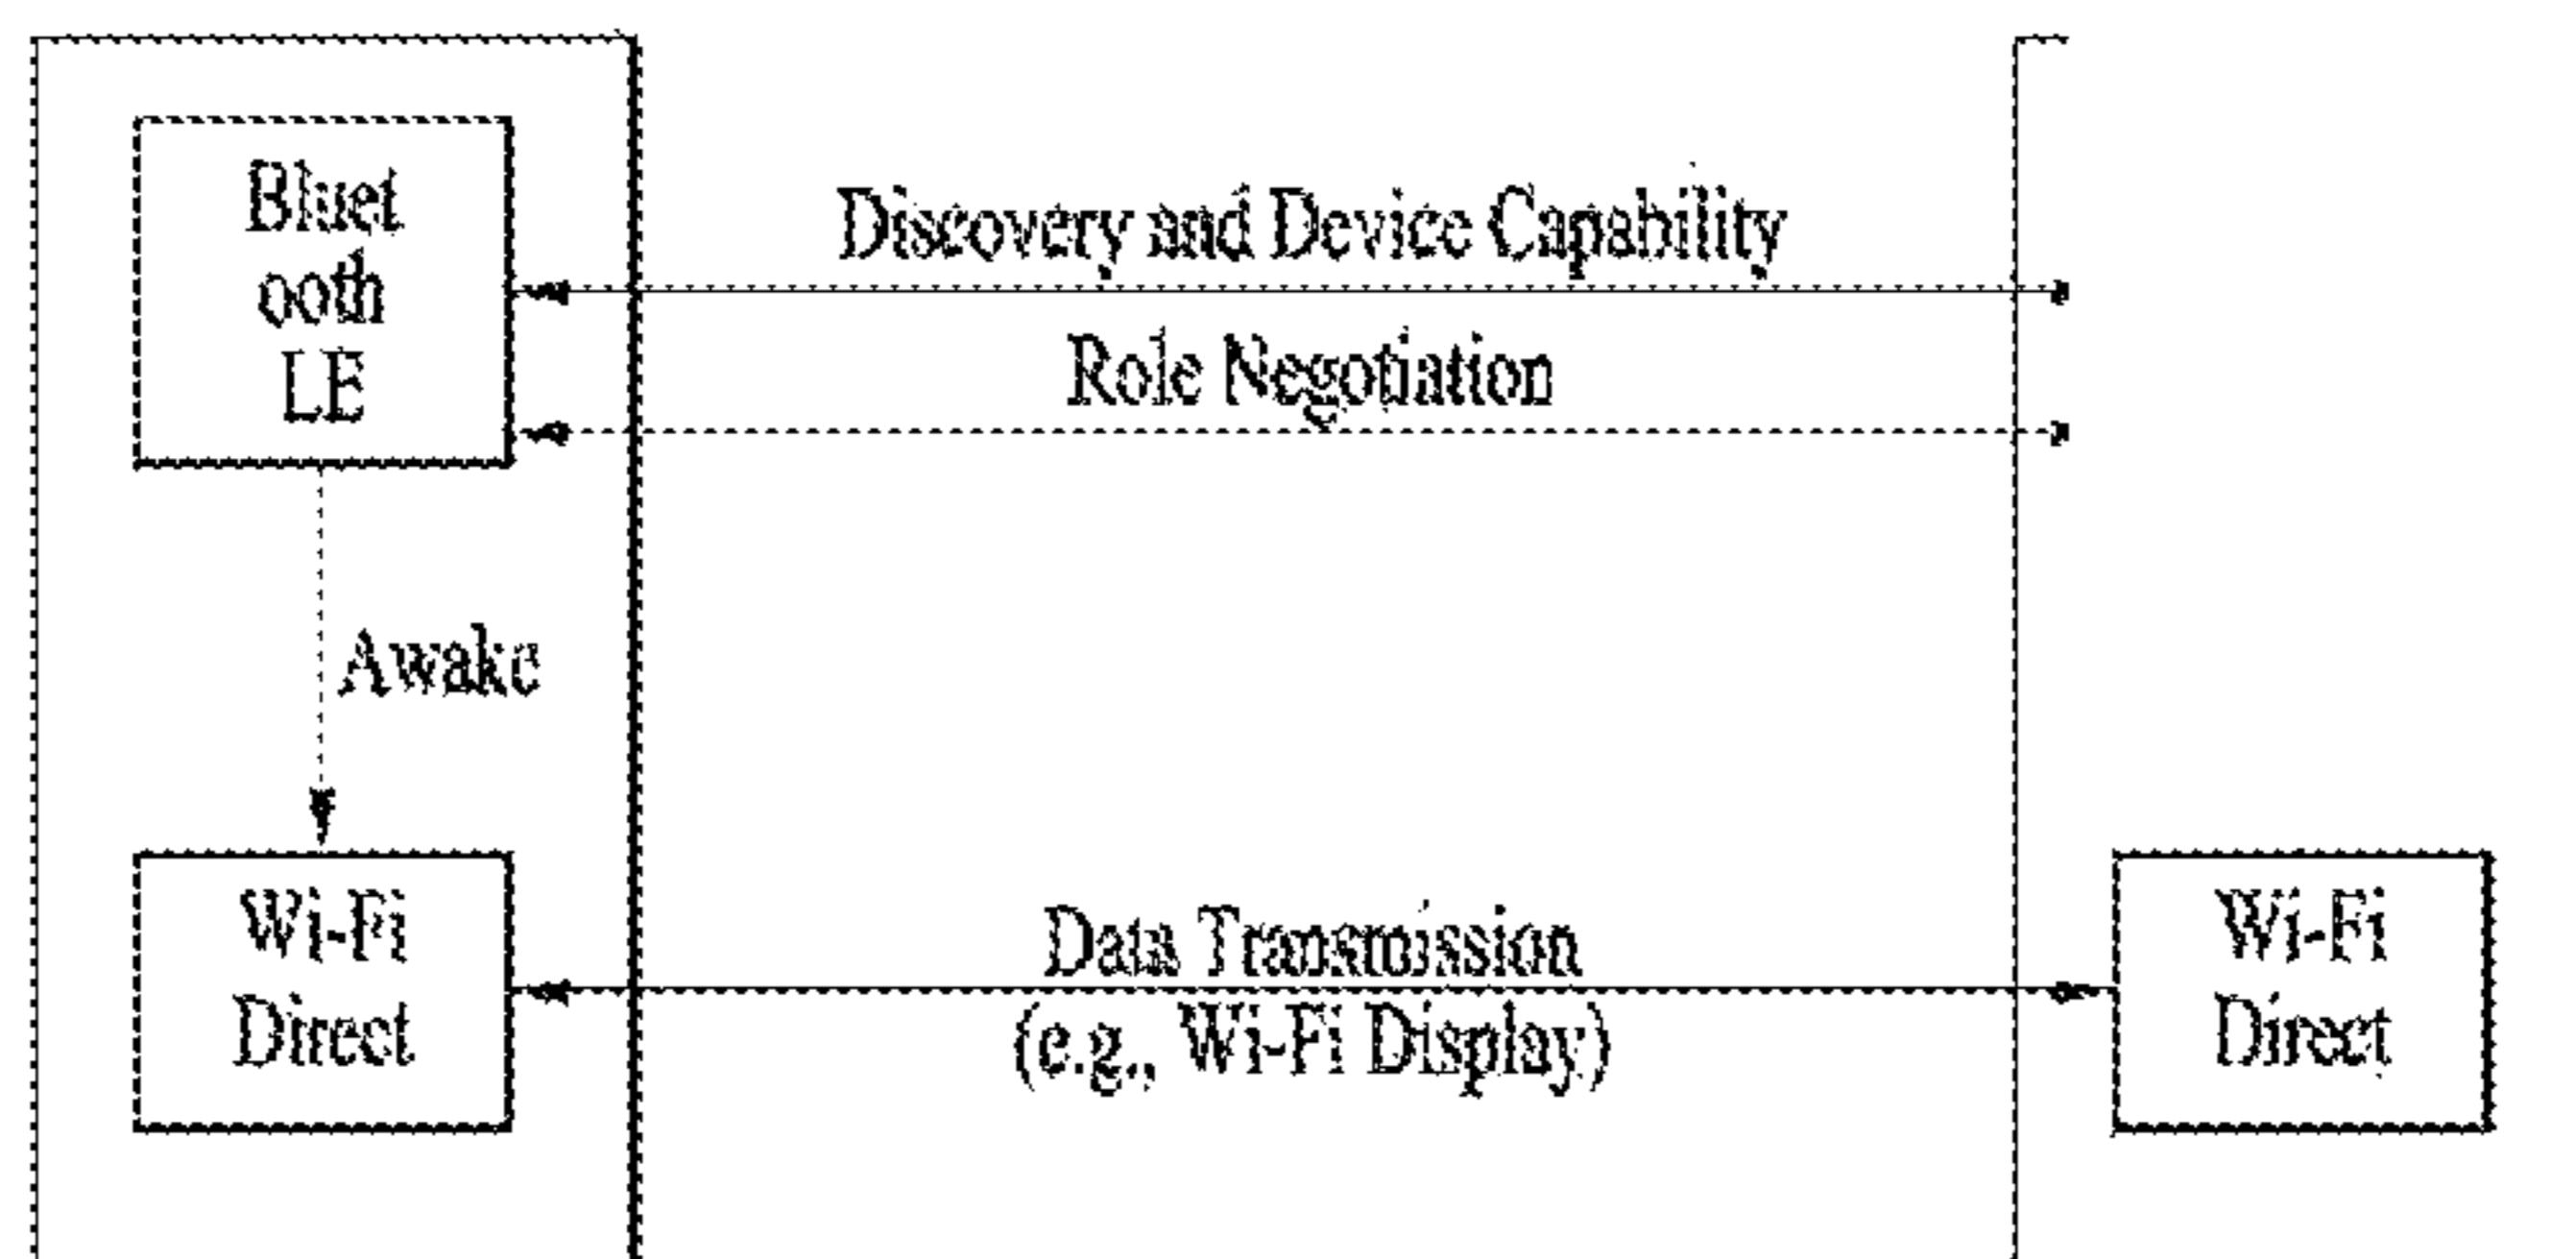 Bluet
ooth
LE
Discovery and Device Capability
Role Negotiation
Awake
Wi-Fi
Direct
Data Transmission
(e.g., Wi-Fi Display)
Wi-Fi
Direct